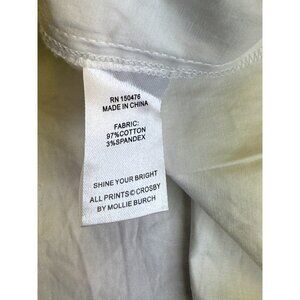 RN 150476
MADE IN CHINA
FABRIC:
97%COTTON
3%SPANDEX
SHINE YOUR BRIGHT
ALL PRINTS©CROSBY
BY MOLLIE BURCH